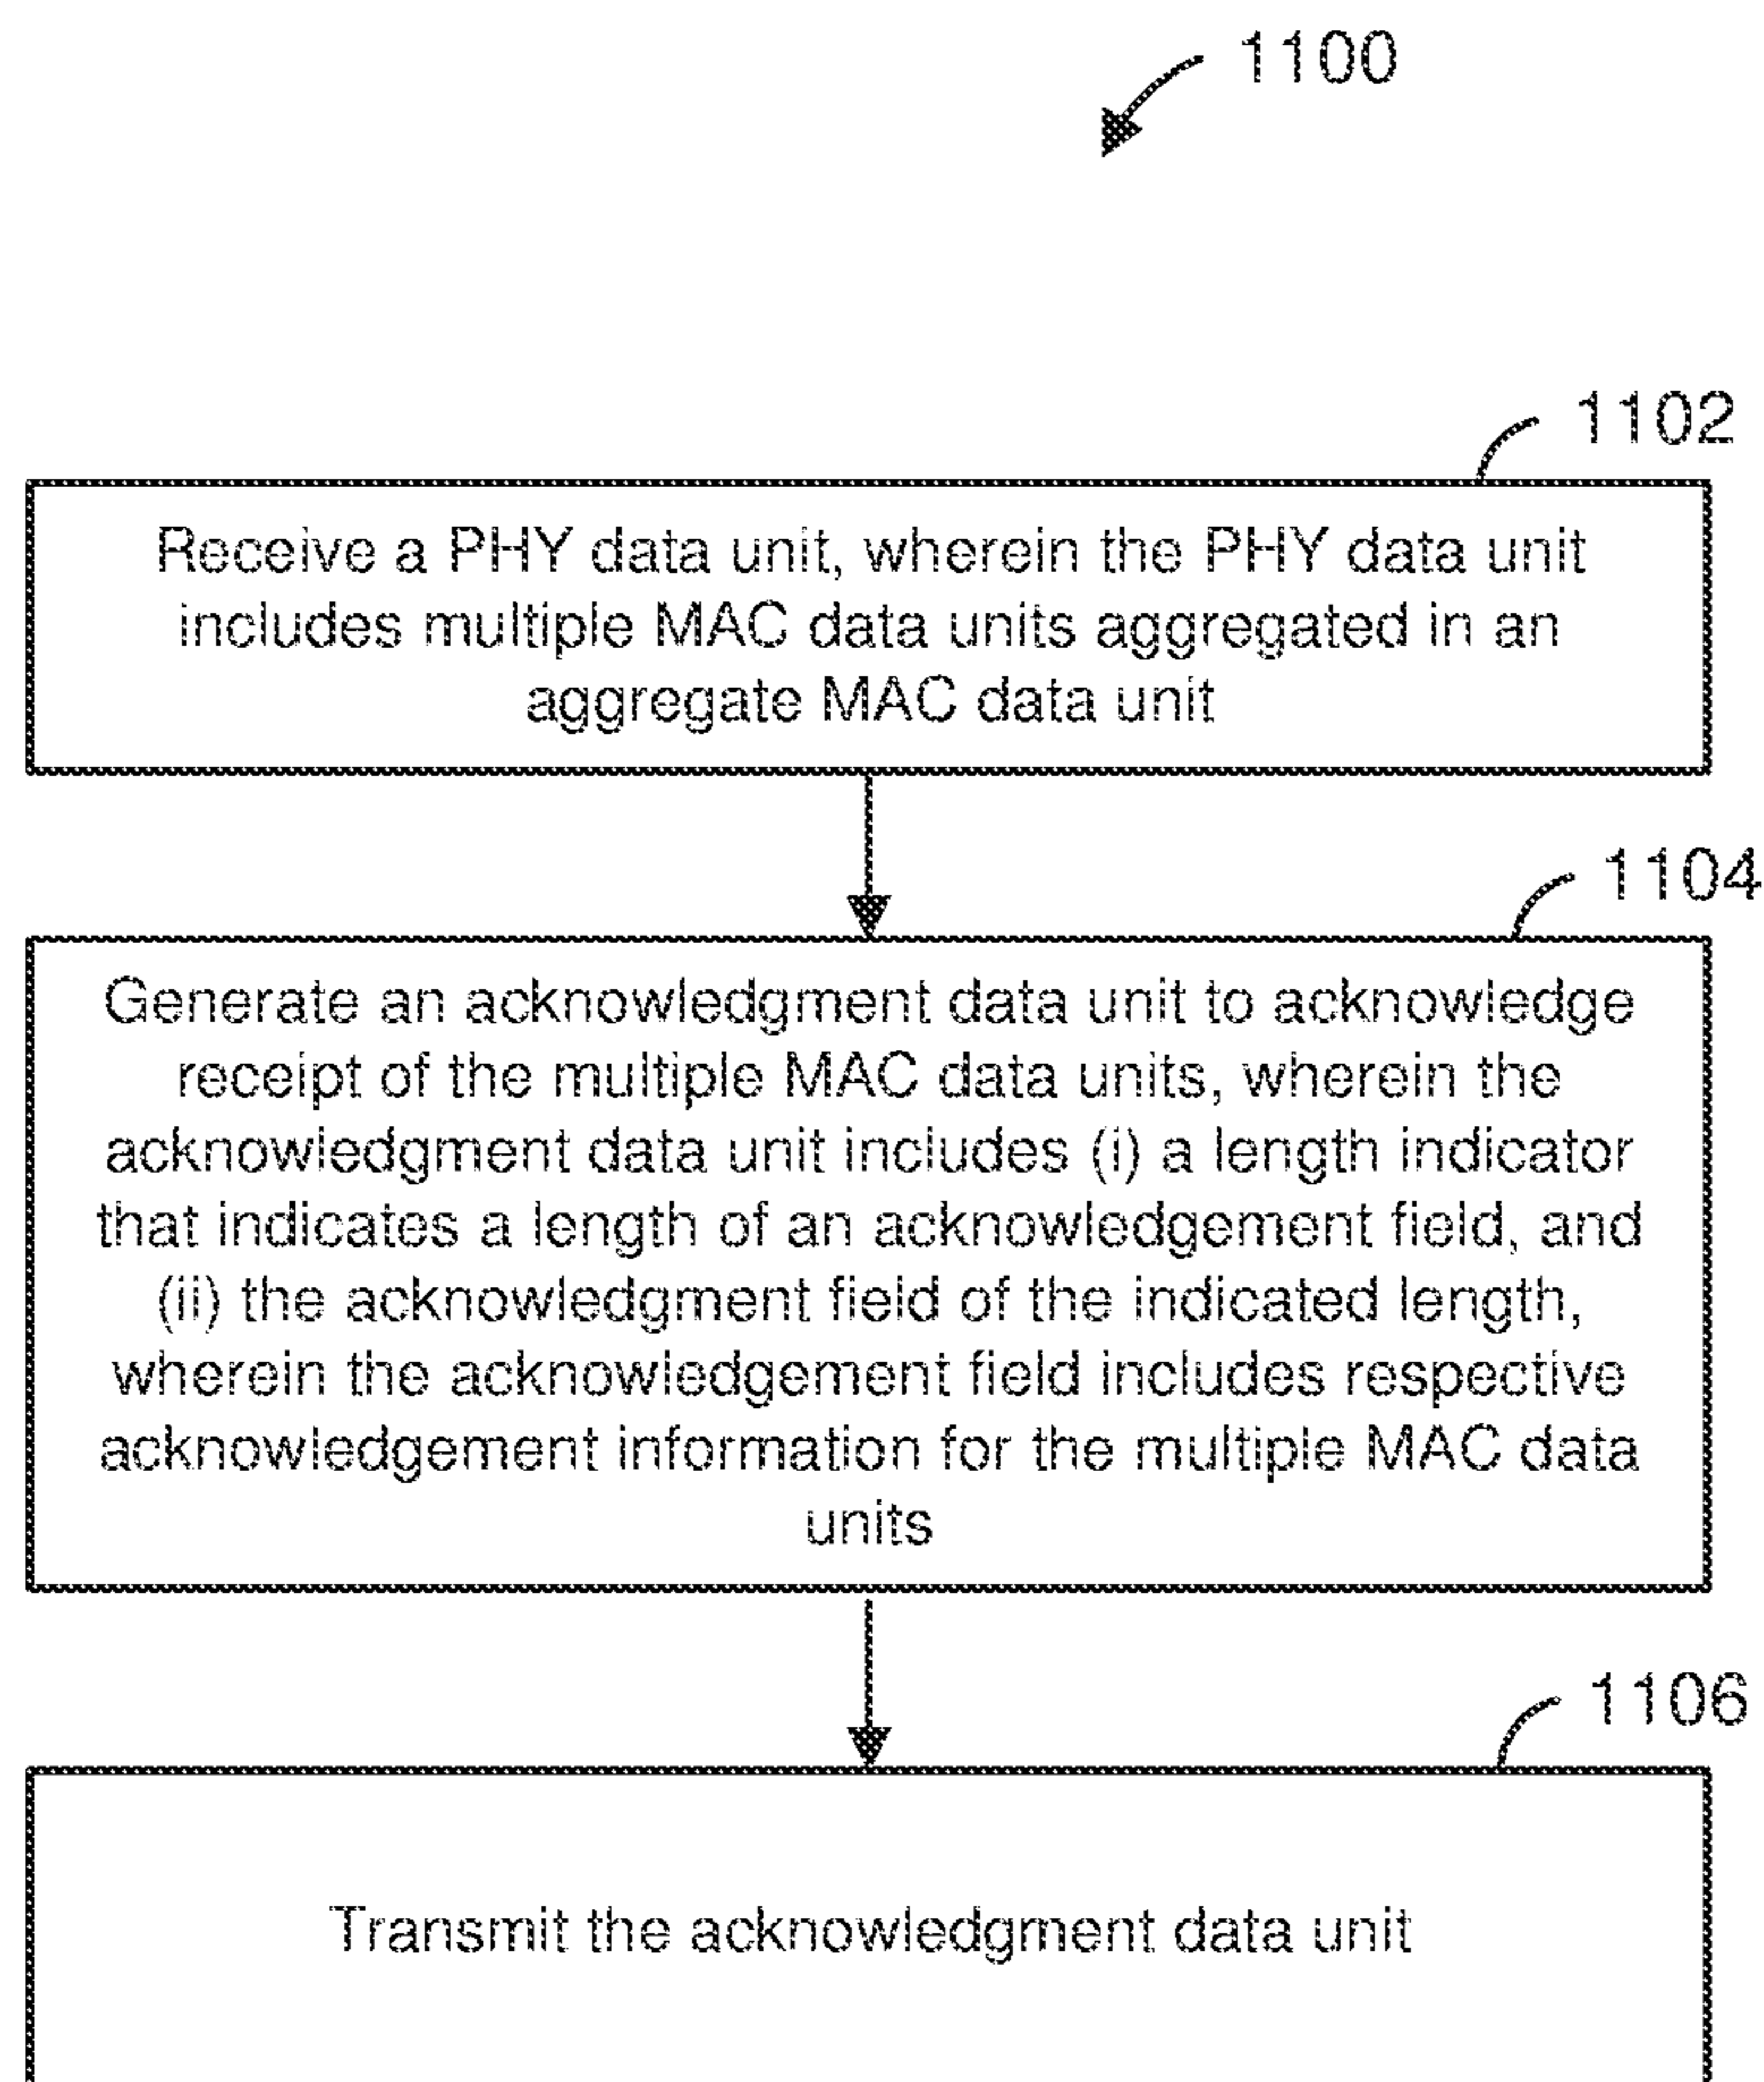 1100
1102
Receive a PHY data unit, wherein the PHY data unit
includes multiple MAC data units aggregated in an
aggregate MAC data unit
1104
Generate an acknowledgment data unit to acknowledge
receipt of the multiple MAC data units, wherein the
acknowledgment data unit includes (i) a length indicator
that indicates a length of an acknowledgement field, and
(ii) the acknowledgment field of the indicated length,
wherein the acknowledgement field includes respective
acknowledgement information for the multiple MAC data
units
1106
Transmit the acknowledgment data unit